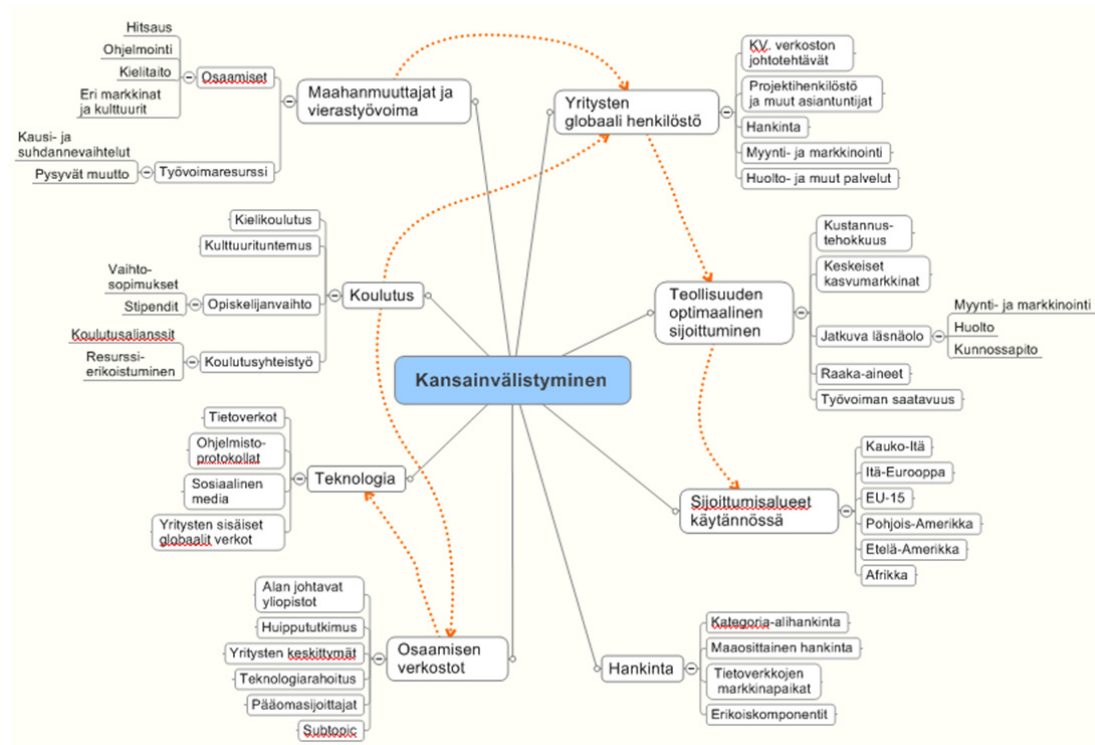 Kansainvälistyminen
Maahanmuuttajat ja
vierastyövoima
Osaamiset
Hitsaus
Ohjelmointi
Kielitaito
Eri markkinat
ja kulttuurit
Työvoimaresurssi
Kausi- ja
suhdannevaihtelut
Pysyvät muutto
Koulutus
Kielikoulutus
Kulttuurituntemus
Opiskelijanvaihto
Vaihto-
sopimukset
Stipendit
Koulutusyhteistyö
Koulutusalianssit
Resurssi-
erikoistuminen
Teknologia
Tietoverkot
Ohjelmisto-
protokollat
Sosiaalinen
media
Yritysten sisäiset
globaalit verkot
Osaamisen
verkostot
Alan johtavat
yliopistot
Huippututkimus
Yritysten keskittymät
Teknologiarahoitus
Pääomasijoittajat
Subtopic
Yritysten
globaali henkilöstö
KV. verkoston
johtotehtävät
Projektihenkilöstö
ja muut asiantuntijat
Hankinta
Myynti- ja markkinointi
Huolto- ja muut palvelut
Teollisuuden
optimaalinen
sijoittuminen
Kustannus-
tehokkuus
Keskeiset
kasvumarkkinat
Jatkuva läsnäolo
Myynti- ja markkinointi
Huolto
Kunnossapito
Raaka-aineet
Työvoiman saatavuus
Sijoittumisalueet
käytännössä
Kauko-Itä
Itä-Eurooppa
EU-15
Pohjois-Amerikka
Etelä-Amerikka
Afrikka
Hankinta
Kategoria-alihankinta
Maaosittainen hankinta
Tietoverkkojen
markkinapaikat
Erikoiskomponentit